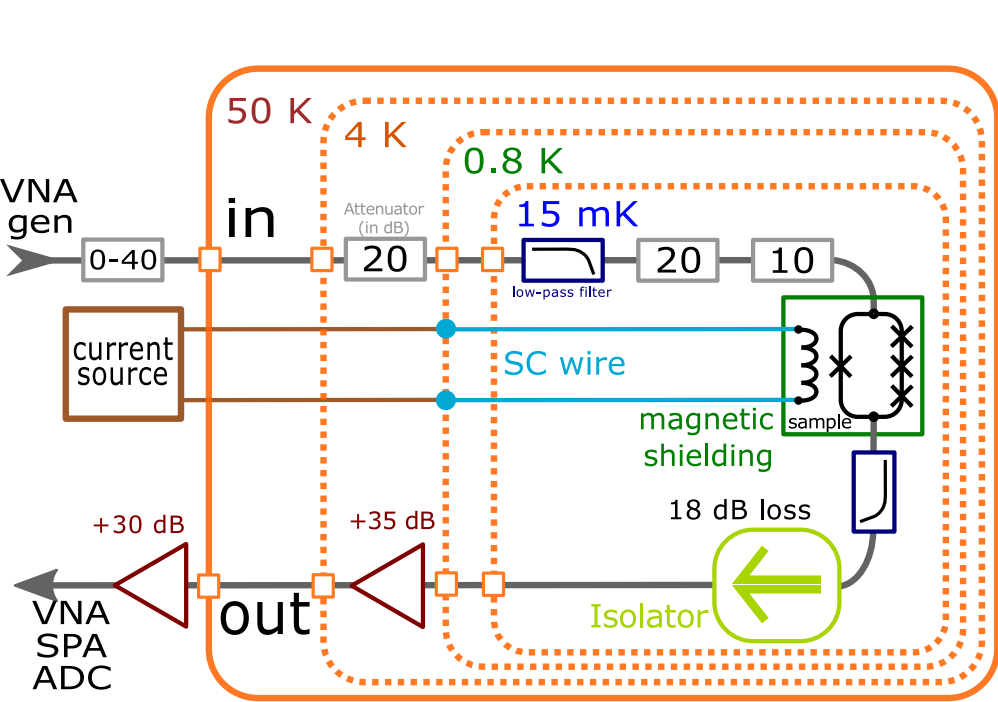 50 K
4 K
0.8 K
15 mK
VNA
gen
in
Attenuator
(in dB)
0-40
20
20
10
low-pass filter
current
source
SC wire
magnetic
shielding
sample
18 dB loss
+30 dB
+35 dB
out
Isolator
VNA
SPA
ADC